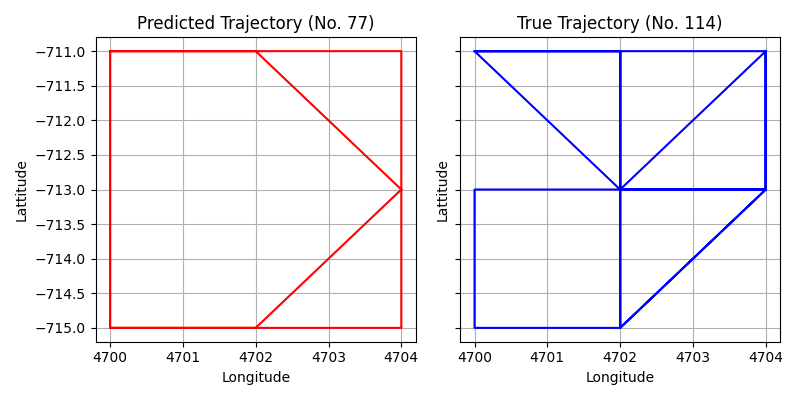 Predicted Trajectory (No. 77)
True Trajectory (No. 114)
−711.0
−711.5
−712.0
−712.5
−713.0
−713.5
−714.0
−714.5
−715.0
Lattitude
Lattitude
4700 4701 4702 4703 4704
4700 4701 4702 4703 4704
Longitude
Longitude